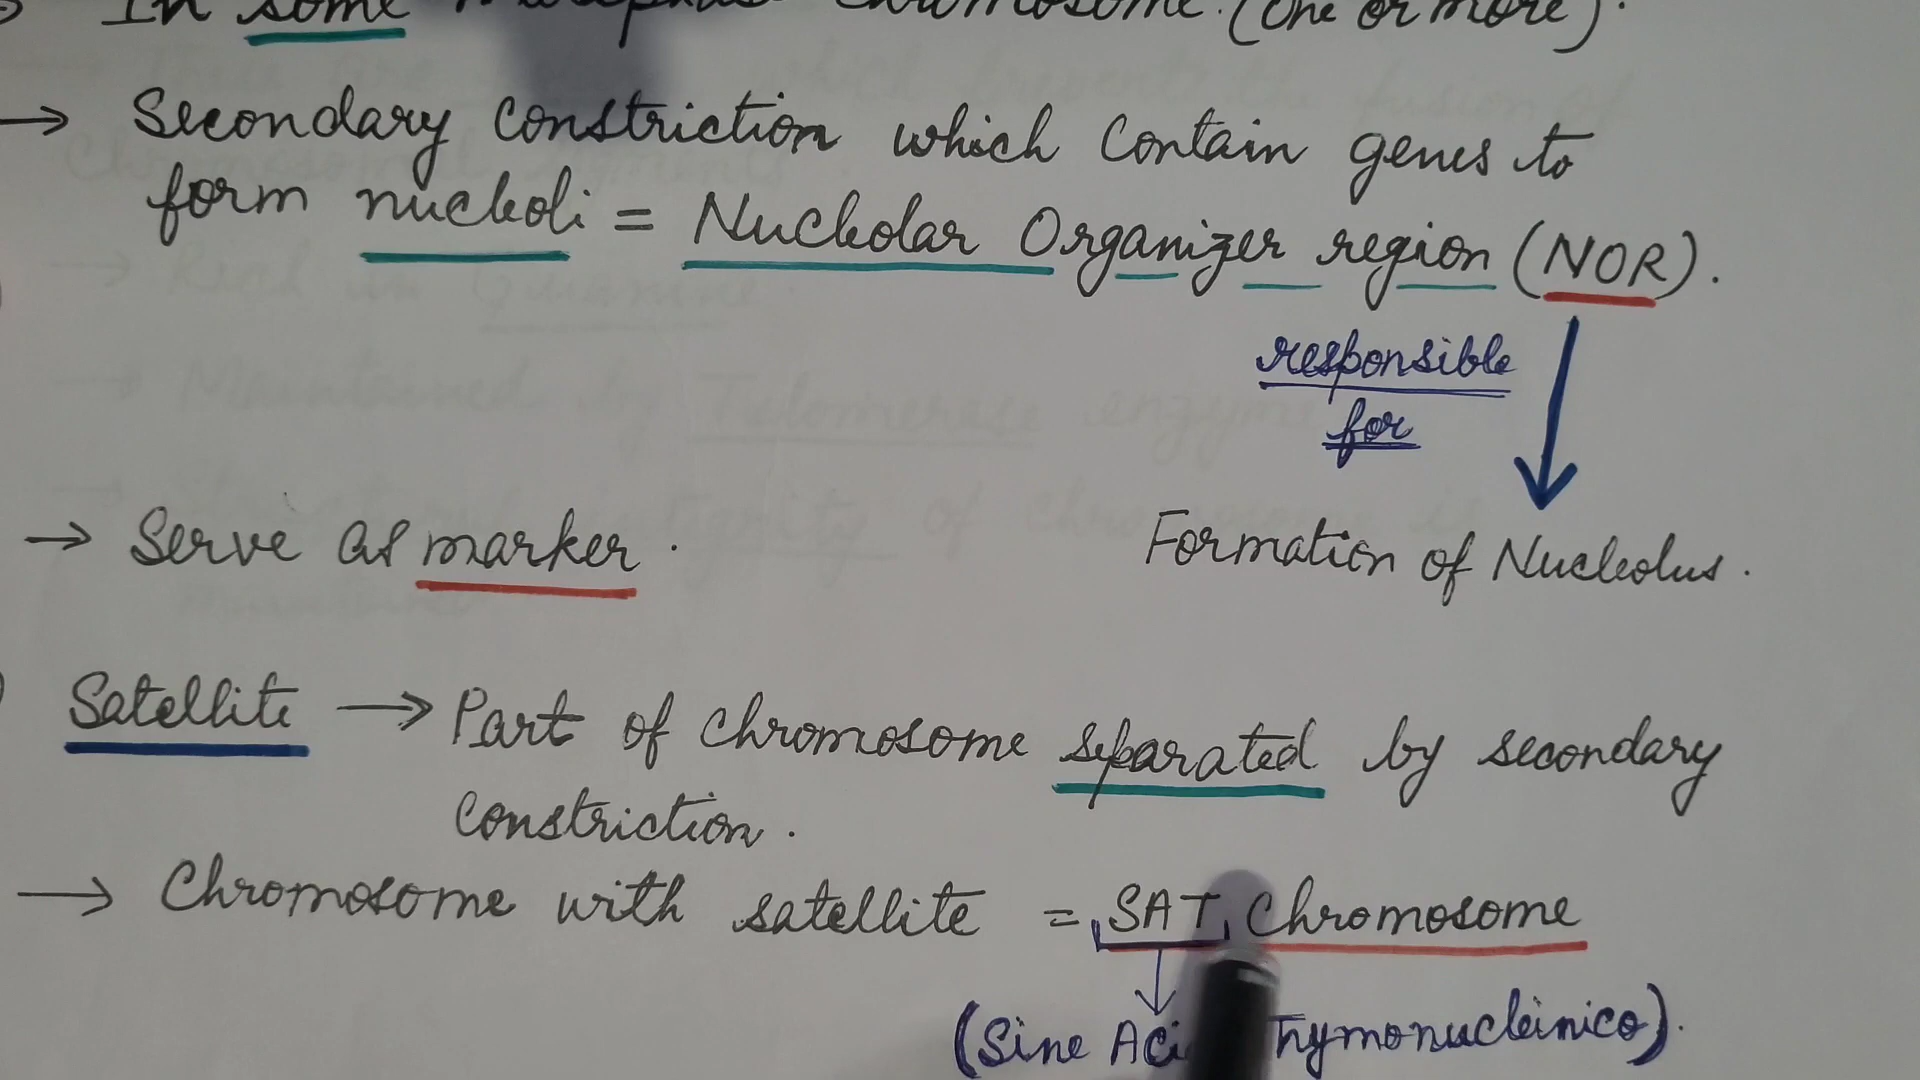 In some Metaphase chromosome. (One or more).
→ Secondary constriction which contain genes to
form nucleoli = Nucleolar Organizer region (NOR).
responsible
for
→ Serve as marker.
Formation of Nucleolus.
Satellite → Part of chromosome separated by secondary
constriction.
→ Chromosome with satellite = SAT Chromosome
(Sine Thymonucleinico).